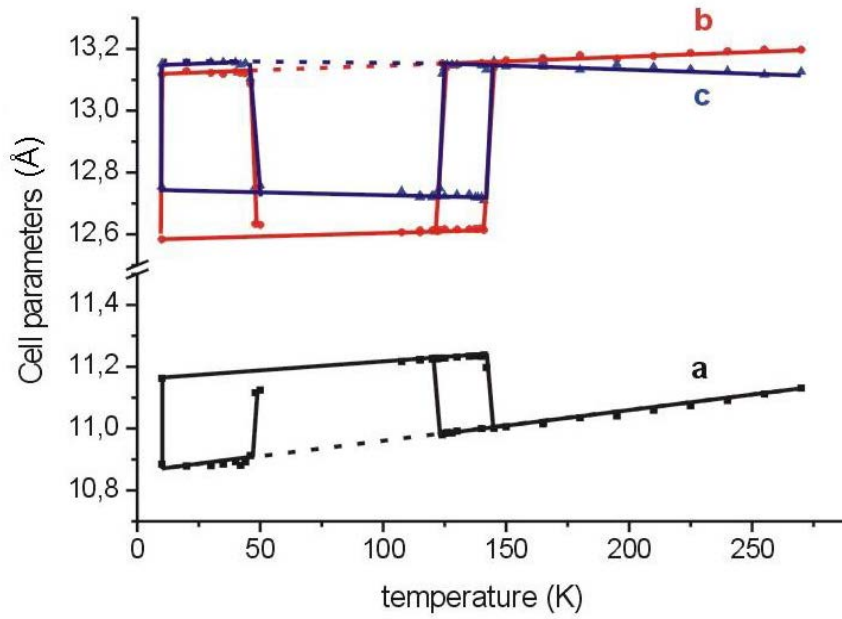 b
13,2
c
13,0
12,8
12,6
11,4
11,2
a
11,0
10,8
0 50 100 150 200 250
Cell parameters (Å)
temperature (K)